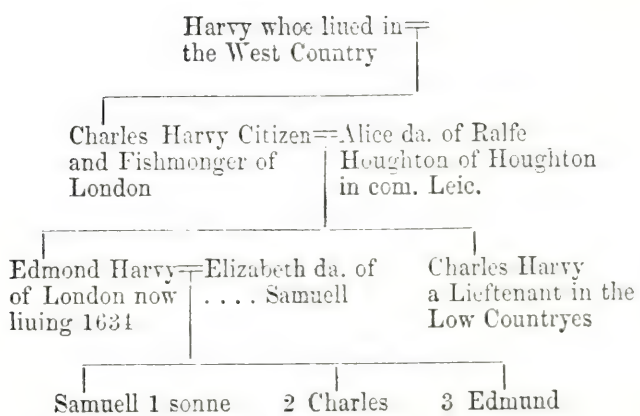 Harvy whoe liued in=
the West Country
Charles Harvy Citizen=Alice da. of Ralfe
and Fishmonger of Houghton of Houghton
London in com. Leic.
Edmond Harvy=Elizabeth da. of Charles Harvy
of London now .... Samuell a Lieftenant in the
liuing 1634 Low Countryes
Samuell 1 sonne 2 Charles 3 Edmund